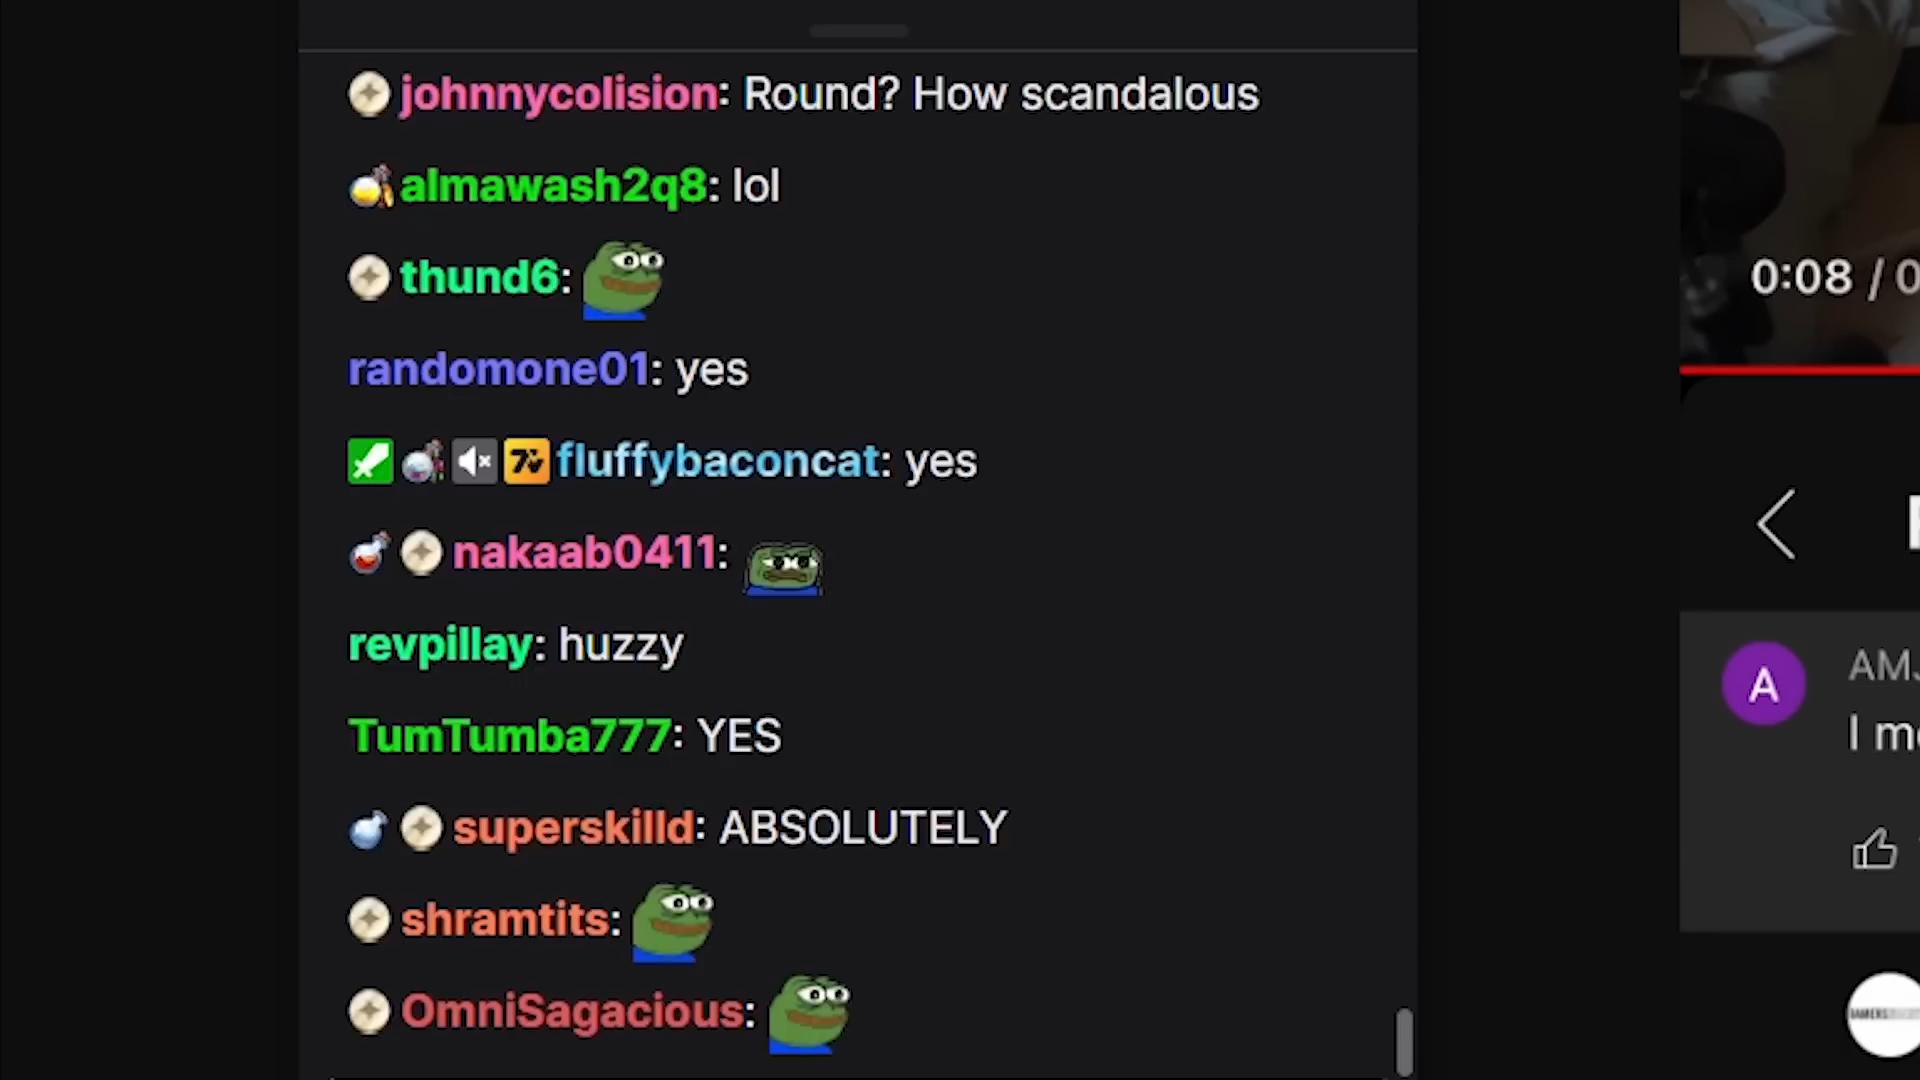 johnnycolision: Round? How scandalous
almawash2q8: lol
thund6:
randomone01: yes
fluffybaconcat: yes
nakaab0411:
revpillay: huzzy
TumTumba777: YES
superskilld: ABSOLUTELY
shramtits:
OmniSagacious:
0:08 / 0
A
AMJ
I m